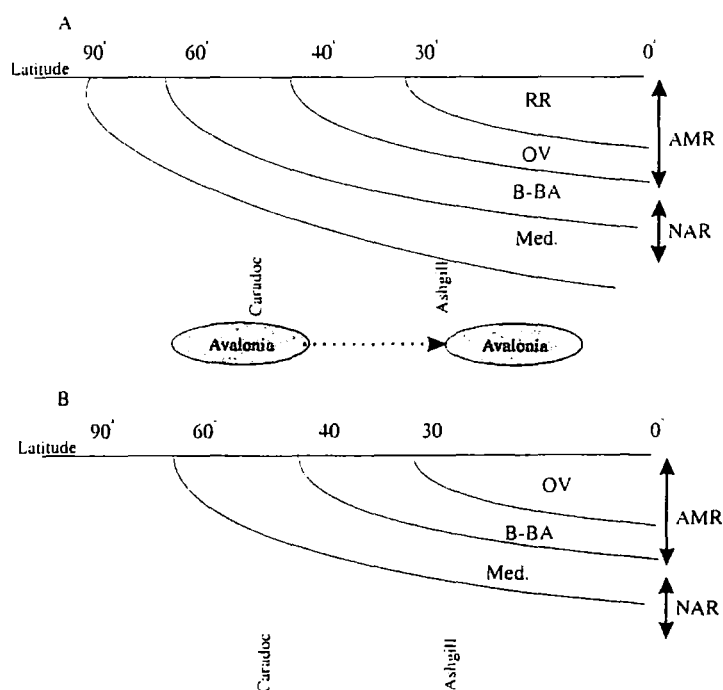 A
90' 60' 40' 30' 0'
Latitude
RR
AMR
OV
B-BA
NAR
Med.
Caradoc
Ashgill
Avalonia Avalonia
B
90' 60' 40 30 0'
Latitude
OV
AMR
B-BA
Med.
NAR
Caradoc
Ashgill